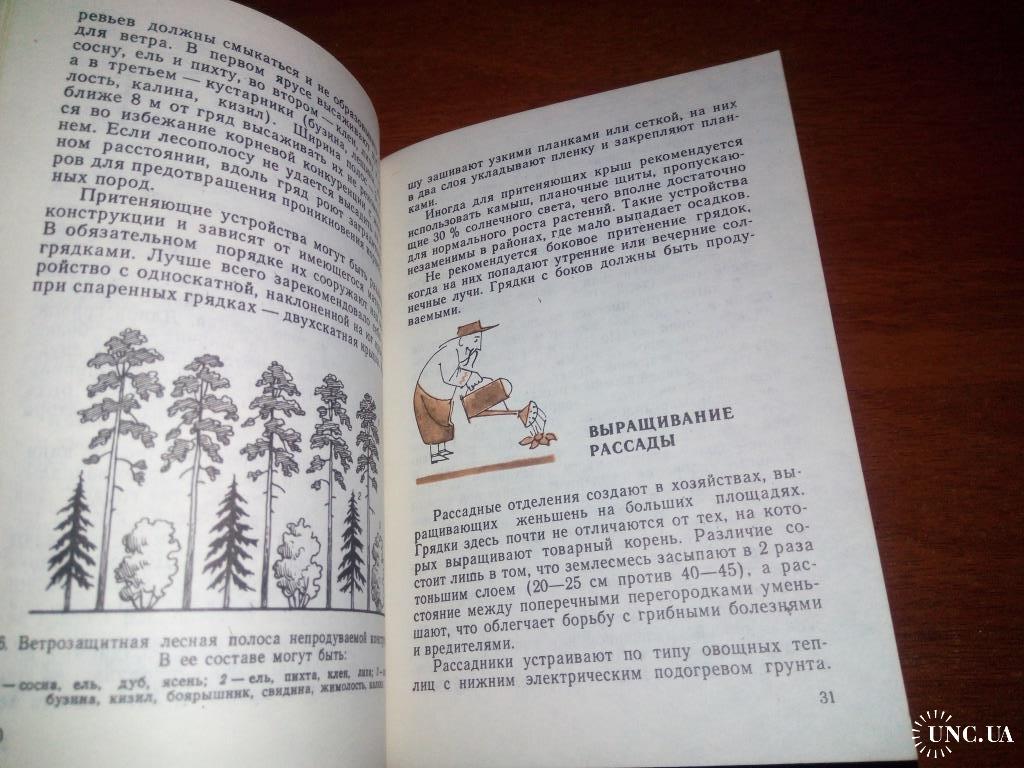 ревьев должны смыкаться и не
для ветра. В первом ярусе
сосну, ель и пихту, во втором — клен,
а в третьем — кустарники (бузина,
лость, калина, кизил). Ширина
ближе 8 м от гряд высаживать их не
ся во избежание корневой конкуренции
нем. Если лесополосу не удается
ном расстоянии, вдоль гряд роют
ров для предотвращения проникновения
ных пород.
Притеняющие устройства могут быть
конструкции и зависят от имеющегося
В обязательном порядке их сооружают
грядками. Лучше всего зарекомендовало
ройство с односкатной, наклоненной на юг
при спаренных грядках — двухскатная
2
6. Ветрозащитная лесная полоса непродуваемой
В ее составе могут быть:
— сосна, ель, дуб, ясень; 2 — ель, пихта, клен, липа;
бузина, кизил, боярышник, свидина, жимолость,
шу зашивают узкими планками или сеткой, на них
в два слоя укладывают пленку и закрепляют план-
ками.
Иногда для притеняющих крыш рекомендуется
использовать камыш, планочные щиты, пропускаю-
щие 30 % солнечного света, чего вполне достаточно
для нормального роста растений. Такие устройства
незаменимы в районах, где мало выпадает осадков.
Не рекомендуется боковое притенение грядок,
когда на них попадают утренние или вечерние сол-
нечные лучи. Грядки с боков должны быть проду-
ваемыми.
ВЫРАЩИВАНИЕ
РАССАДЫ
Рассадные отделения создают в хозяйствах, вы-
ращивающих женьшень на больших площадях.
Грядки здесь почти не отличаются от тех, на кото-
рых выращивают товарный корень. Различие со-
стоит лишь в том, что землесмесь засыпают в 2 раза
тоньшим слоем (20—25 см против 40—45), а рас-
стояние между поперечными перегородками умень-
шают, что облегчает борьбу с грибными болезнями
и вредителями.
Рассадники устраивают по типу овощных теп-
лиц с нижним электрическим подогревом грунта.
31
UNC.UA